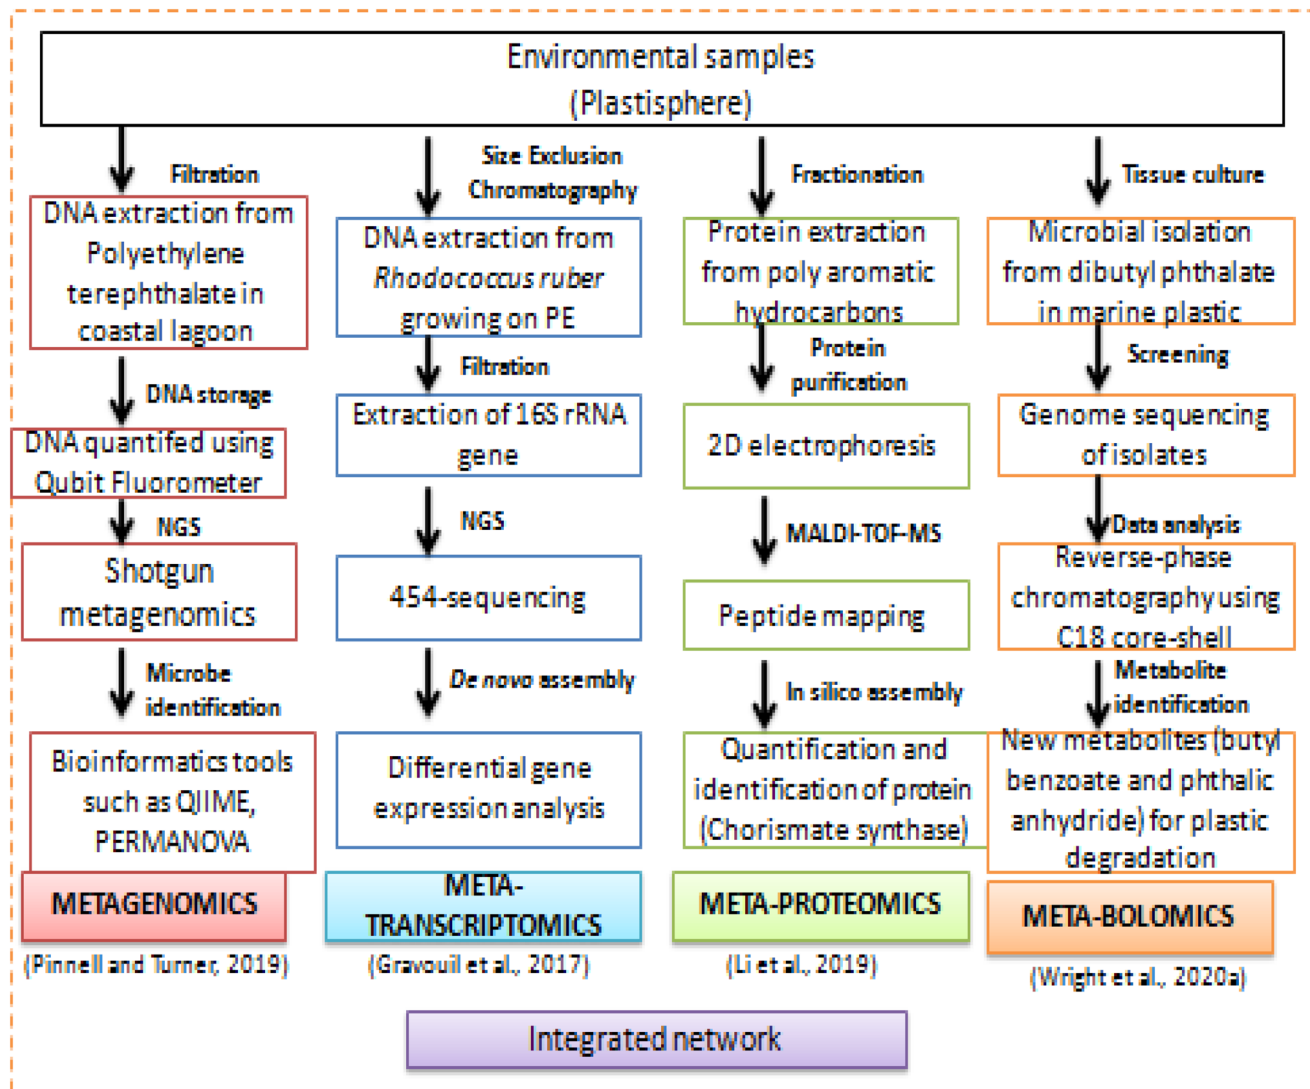 Environmental samples
(Plastisphere)
Filtration
DNA extraction from
Polyethylene
terephthalate in
coastal lagoon
DNA storage
DNA quantifed using
Qubit Fluorometer
NGS
Shotgun
metagenomics
Microbe
identification
Bioinformatics tools
such as QIIME,
PERMANOVA
METAGENOMICS
(Pinnell and Turner, 2019)
Size Exclusion
Chromatography
DNA extraction from
Rhodococcus ruber
growing on PE
Filtration
Extraction of 16S rRNA
gene
NGS
454-sequencing
De novo assembly
Differential gene
expression analysis
META-
TRANSCRIPTOMICS
(Gravouil et al., 2017)
Fractionation
Protein extraction
from poly aromatic
hydrocarbons
Protein
purification
2D electrophoresis
MALDI-TOF-MS
Peptide mapping
In silico assembly
Quantification and
identification of protein
(Chorismate synthase)
META-PROTEOMICS
(Li et al., 2019)
Tissue culture
Microbial isolation
from dibutyl phthalate
in marine plastic
Screening
Genome sequencing
of isolates
Data analysis
Reverse-phase
chromatography using
C18 core-shell
Metabolite
identification
New metabolites (butyl
benzoate and phthalic
anhydride) for plastic
degradation
META-BOLOMICS
(Wright et al., 2020a)
Integrated network